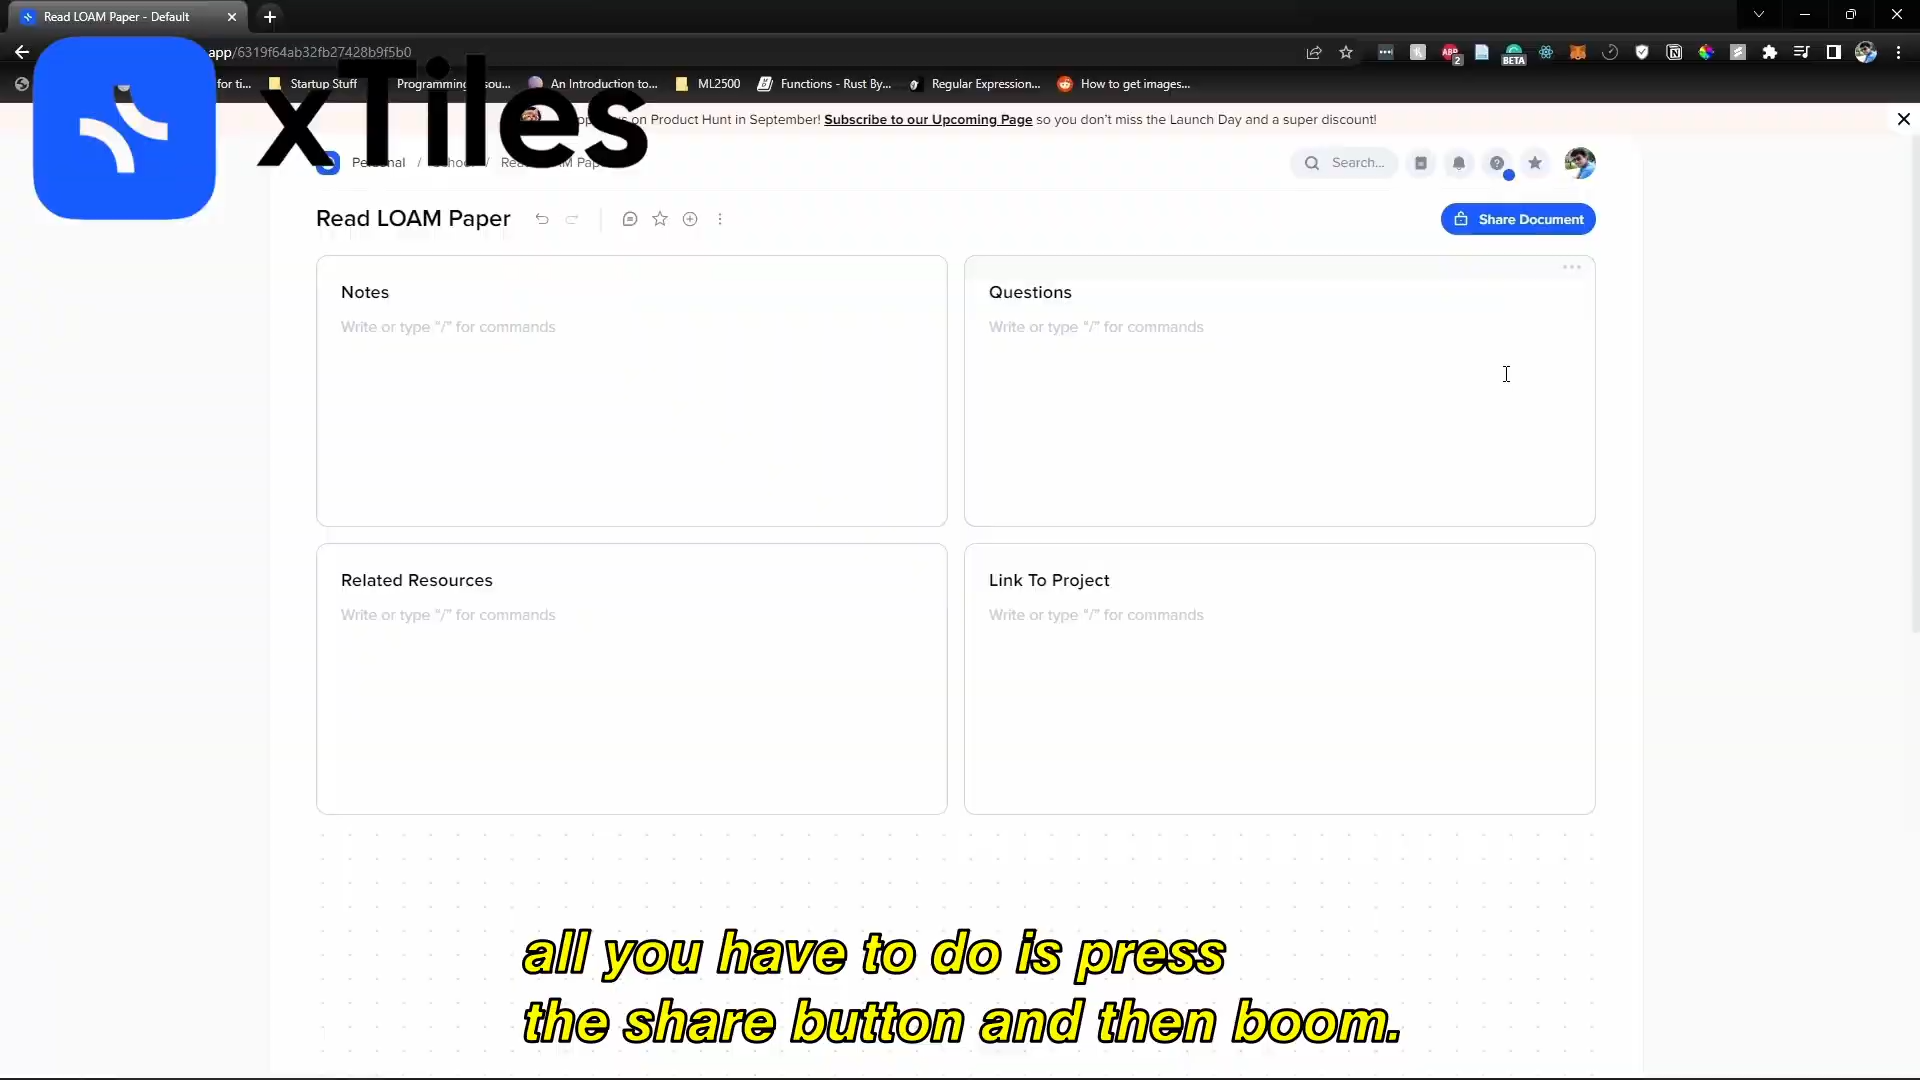 Read LOAM Paper - Default
app/6319f64ab32fb27428b9f5b0
for ti... Startup Stuff Programming An Introduction to... ML2500 Functions - Rust By... Regular Expression... How to get images...
xTiles
on Product Hunt in September! Subscribe to our Upcoming Page so you don't miss the Launch Day and a super discount!
Search...
Read LOAM Paper
Share Document
Notes
Write or type "/" for commands
Questions
Write or type "/" for commands
Related Resources
Write or type "/" for commands
Link To Project
Write or type "/" for commands
all you have to do is press
the share button and then boom.